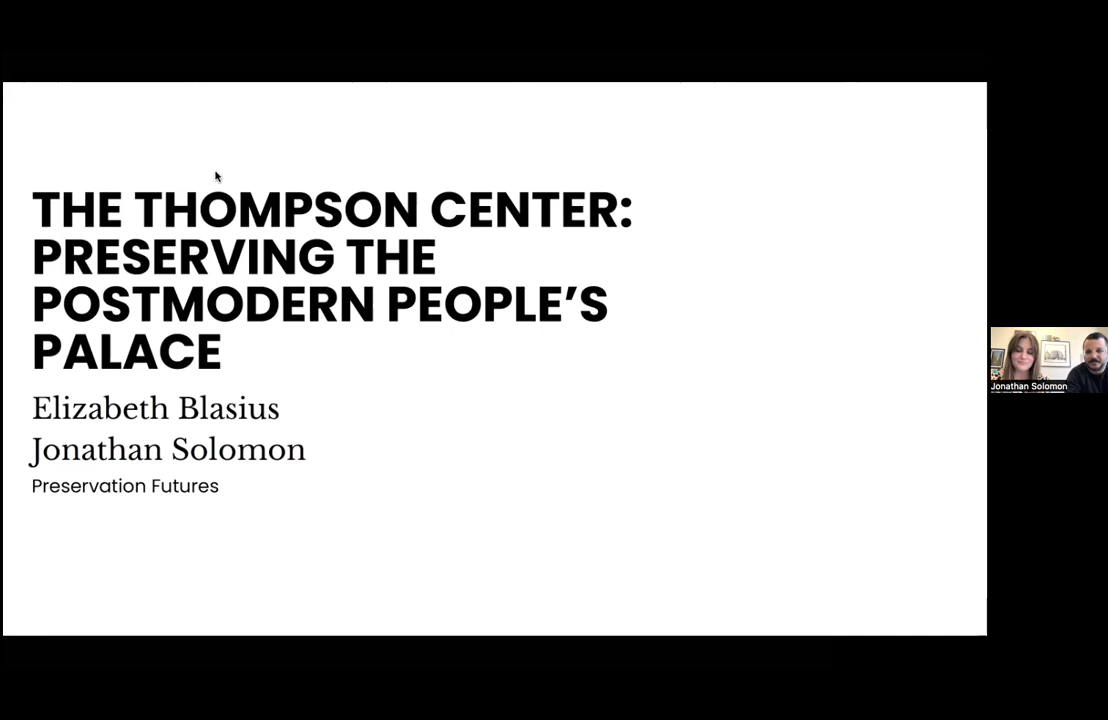 THE THOMPSON CENTER:
PRESERVING THE
POSTMODERN PEOPLE’S
PALACE
Elizabeth Blasius
Jonathan Solomon
Preservation Futures
Jonathan Solomon